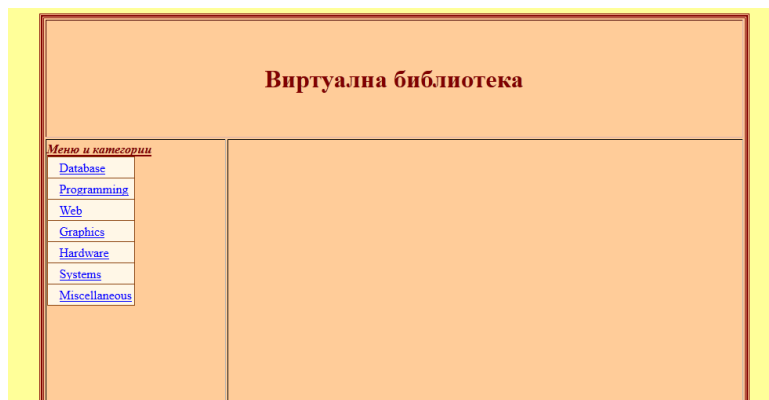 Виртуална библиотека
Меню и категории
Database
Programming
Web
Graphics
Hardware
Systems
Miscellaneous